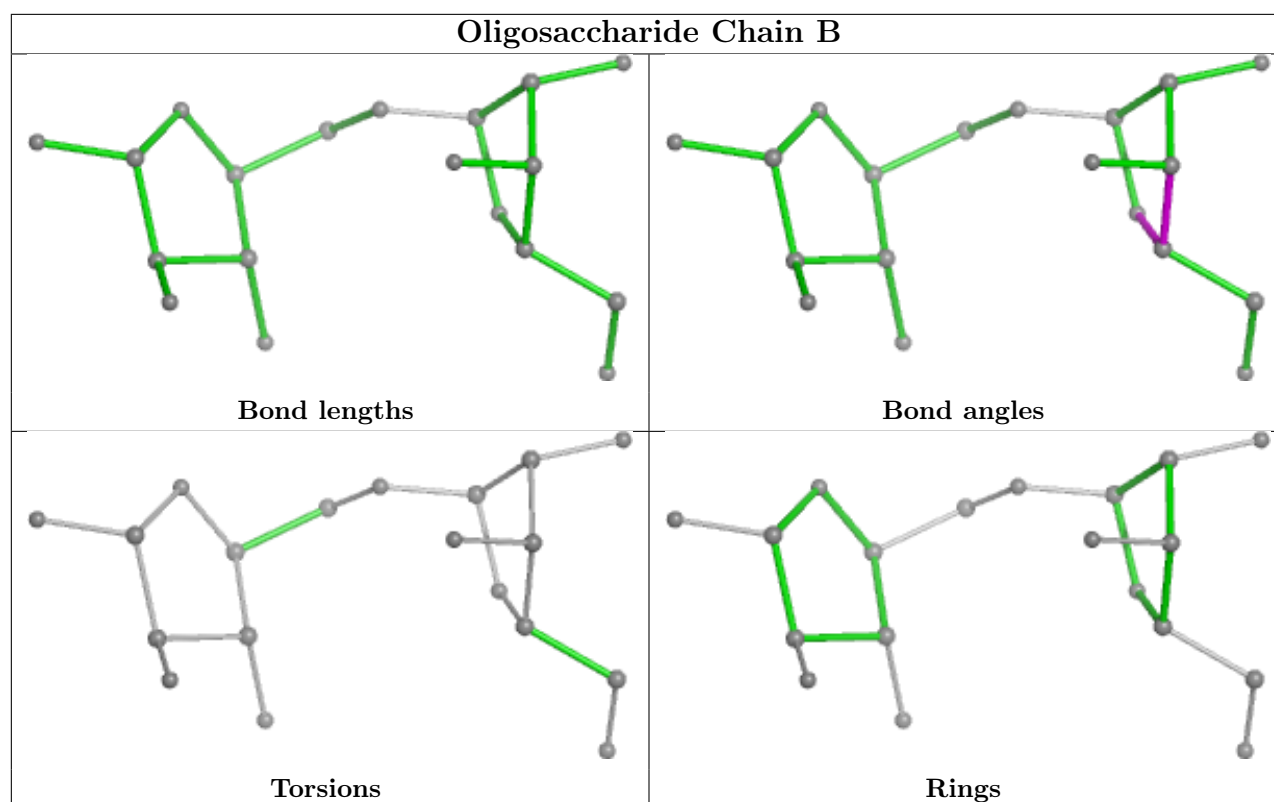 Oligosaccharide Chain B
Bond lengths
Bond angles
Torsions
Rings